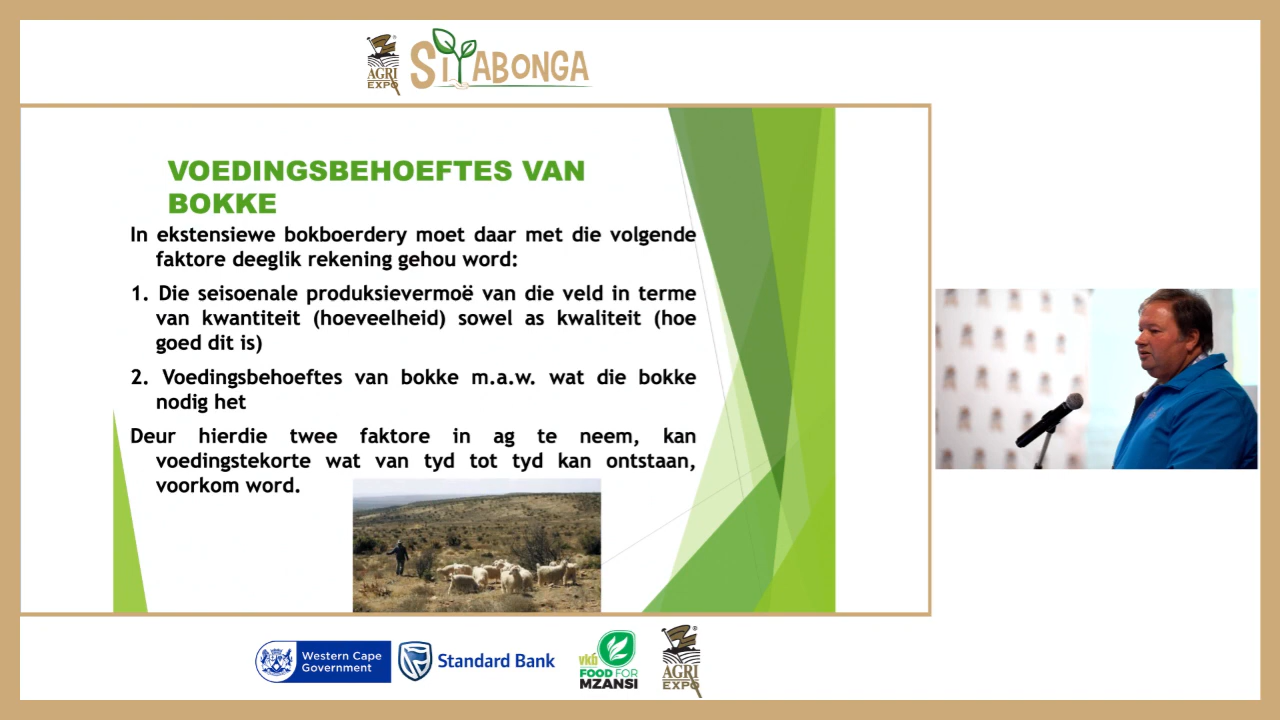 AGRI
EXPO
SIYABONGA
VOEDINGSBEHOEFTES VAN
BOKKE
In ekstensiewe bokboerdery moet daar met die volgende
faktore deeglik rekening gehou word:
1. Die seisoenale produksievermoë van die veld in terme
van kwantiteit (hoeveelheid) sowel as kwaliteit (hoe
goed dit is)
2. Voedingsbehoeftes van bokke m.a.w. wat die bokke
nodig het
Deur hierdie twee faktore in ag te neem, kan
voedingstekorte wat van tyd tot tyd kan ontstaan,
voorkom word.
Western Cape
Government
Standard Bank
vkb
FOOD FOR
MZANSI
AGRI
EXPO